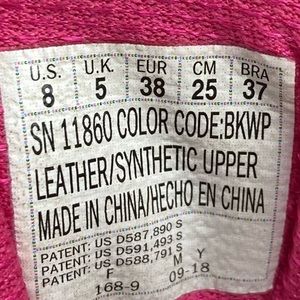 U.S. U.K. EUR CM BRA
8 5 38 25 37
SN 11860 COLOR CODE:BKWP
LEATHER/SYNTHETIC UPPER
MADE IN CHINA/HECHO EN CHINA
PATENT: US D587,890 S
PATENT: US D591,493 S
PATENT: US D588,791 S
F M Y
168-9 09-18